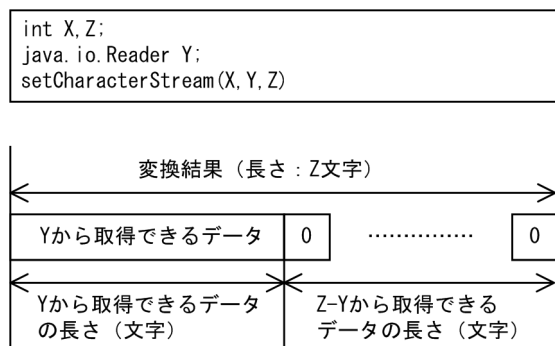 int X,Z;
java.io.Reader Y;
setCharacterStream(X,Y,Z)
変換結果（長さ：Z文字）
Yから取得できるデータ 0 …………… 0
Yから取得できるデータ
の長さ（文字）
Z-Yから取得できる
データの長さ（文字）